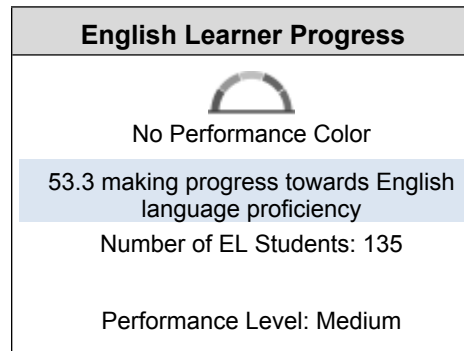 English Learner Progress
No Performance Color
53.3 making progress towards English
language proficiency
Number of EL Students: 135
Performance Level: Medium